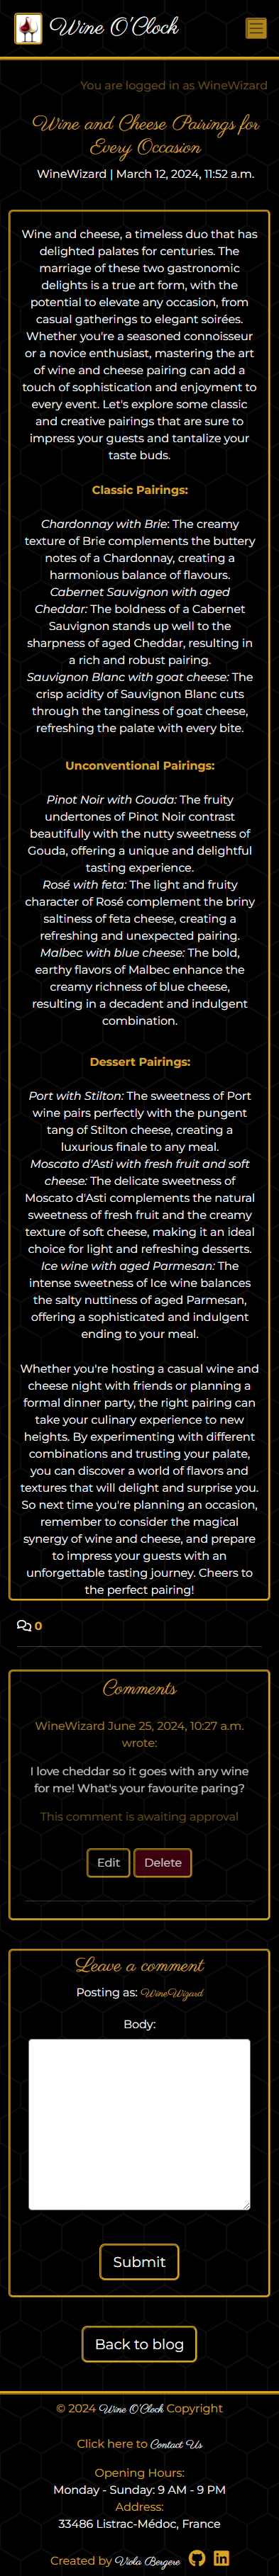 Wine O'Clock
You are logged in as WineWizard
Wine and Cheese Pairings for
Every Occasion
WineWizard | March 12, 2024, 11:52 a.m.
Wine and cheese, a timeless duo that has
delighted palates for centuries. The
marriage of these two gastronomic
delights is a true art form, with the
potential to elevate any occasion, from
casual gatherings to elegant soirées.
Whether you're a seasoned connoisseur
or a novice enthusiast, mastering the art
of wine and cheese pairing can add a
touch of sophistication and enjoyment to
every event. Let's explore some classic
and creative pairings that are sure to
impress your guests and tantalize your
taste buds.
Classic Pairings:
Chardonnay with Brie: The creamy
texture of Brie complements the buttery
notes of a Chardonnay, creating a
harmonious balance of flavours.
Cabernet Sauvignon with aged
Cheddar: The boldness of a Cabernet
Sauvignon stands up well to the
sharpness of aged Cheddar, resulting in
a rich and robust pairing.
Sauvignon Blanc with goat cheese: The
crisp acidity of Sauvignon Blanc cuts
through the tanginess of goat cheese,
refreshing the palate with every bite.
Unconventional Pairings:
Pinot Noir with Gouda: The fruity
undertones of Pinot Noir contrast
beautifully with the nutty sweetness of
Gouda, offering a unique and delightful
tasting experience.
Rosé with feta: The light and fruity
character of Rosé complement the briny
saltiness of feta cheese, creating a
refreshing and unexpected pairing.
Malbec with blue cheese: The bold,
earthy flavors of Malbec enhance the
creamy richness of blue cheese,
resulting in a decadent and indulgent
combination.
Dessert Pairings:
Port with Stilton: The sweetness of Port
wine pairs perfectly with the pungent
tang of Stilton cheese, creating a
luxurious finale to any meal.
Moscato d'Asti with fresh fruit and soft
cheese: The delicate sweetness of
Moscato d'Asti complements the natural
sweetness of fresh fruit and the creamy
texture of soft cheese, making it an ideal
choice for light and refreshing desserts.
Ice wine with aged Parmesan: The
intense sweetness of Ice wine balances
the salty nuttiness of aged Parmesan,
offering a sophisticated and indulgent
ending to your meal.
Whether you're hosting a casual wine and
cheese night with friends or planning a
formal dinner party, the right pairing can
take your culinary experience to new
heights. By experimenting with different
combinations and trusting your palate,
you can discover a world of flavors and
textures that will delight and surprise you.
So next time you're planning an occasion,
remember to consider the magical
synergy of wine and cheese, and prepare
to impress your guests with an
unforgettable tasting journey. Cheers to
the perfect pairing!
0
Comments
WineWizard June 25, 2024, 10:27 a.m.
wrote:
I love cheddar so it goes with any wine
for me! What's your favourite paring?
This comment is awaiting approval
Edit Delete
Leave a comment
Posting as: WineWizard
Body:
Submit
Back to blog
© 2024 Wine O'Clock Copyright
Click here to Contact Us
Opening Hours:
Monday - Sunday: 9 AM - 9 PM
Address:
33486 Listrac-Médoc, France
Created by Viola Bergere